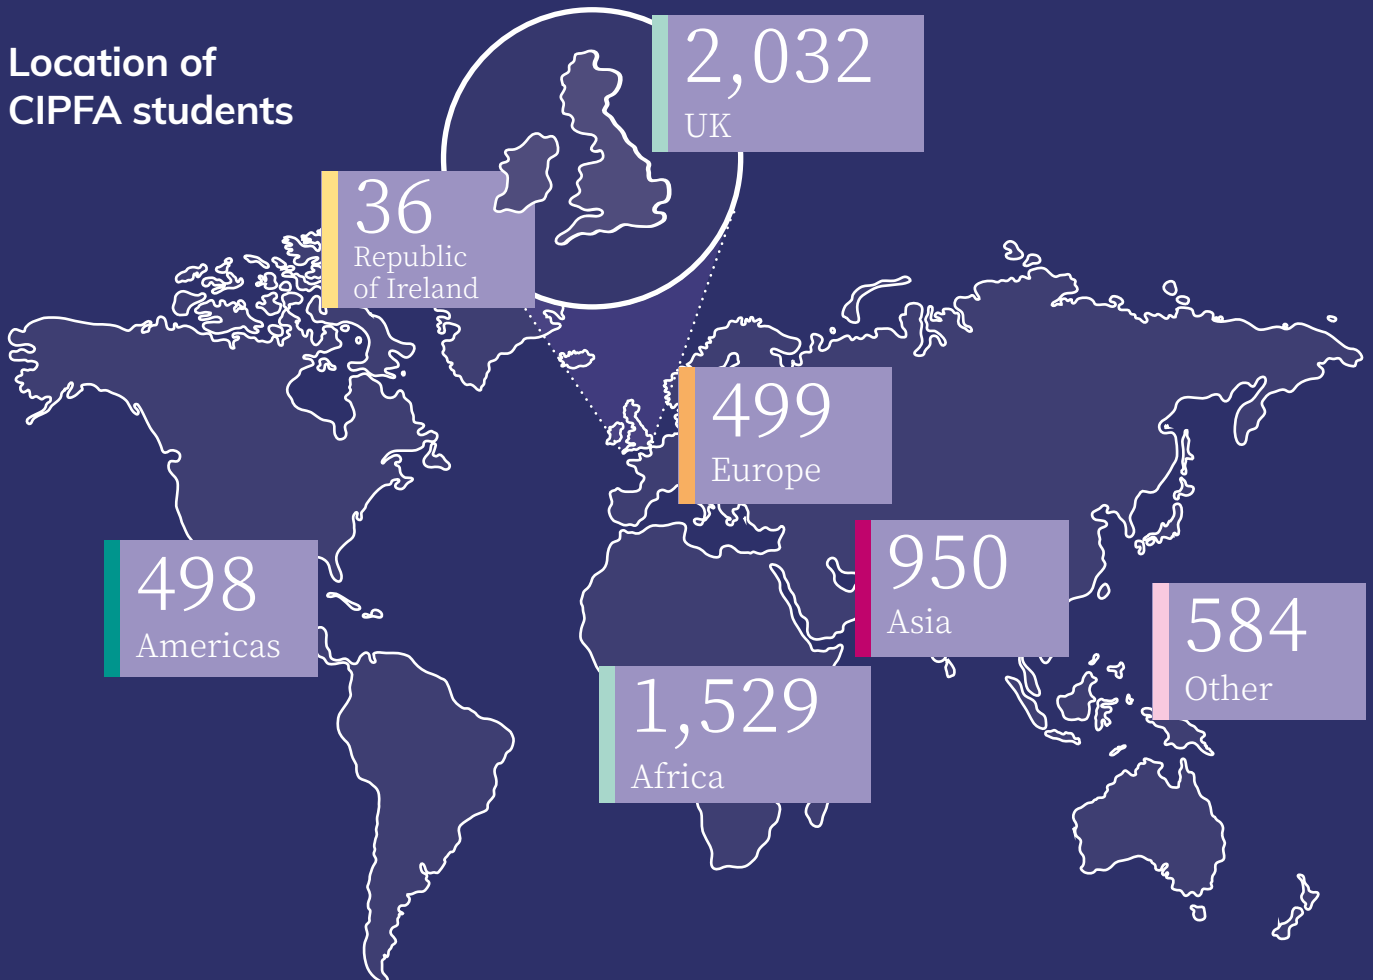 Location of
CIPFA students
2,032
UK
36
Republic
of Ireland
499
Europe
950
Asia
498
Americas
584
Other
1,529
Africa